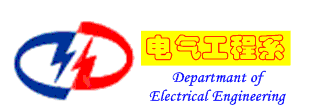 电气工程系
Departmant of
Electrical Engineering